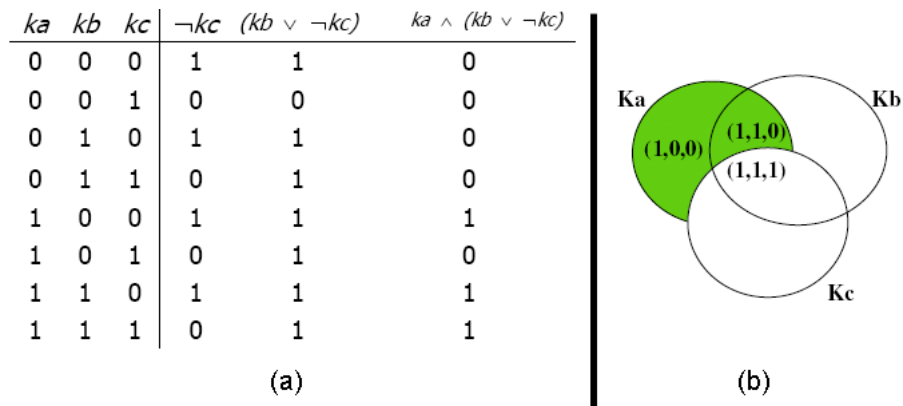 ka kb kc ¬kc (kb ∨ ¬kc) ka ∧ (kb ∨ ¬kc)
0 0 0 1 1 0
0 0 1 0 0 0
0 1 0 1 1 0
0 1 1 0 1 0
1 0 0 1 1 1
1 0 1 0 1 0
1 1 0 1 1 1
1 1 1 0 1 1
(a)
Ka Kb
(1,1,0)
(1,0,0)
(1,1,1)
Kc
(b)